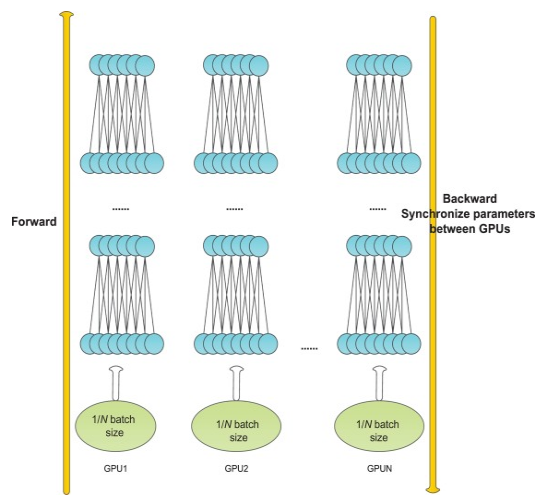 ......
......
......
Forward
Backward
Synchronize parameters
between GPUs
......
1/N batch
size
1/N batch
size
1/N batch
size
GPU1
GPU2
GPUN